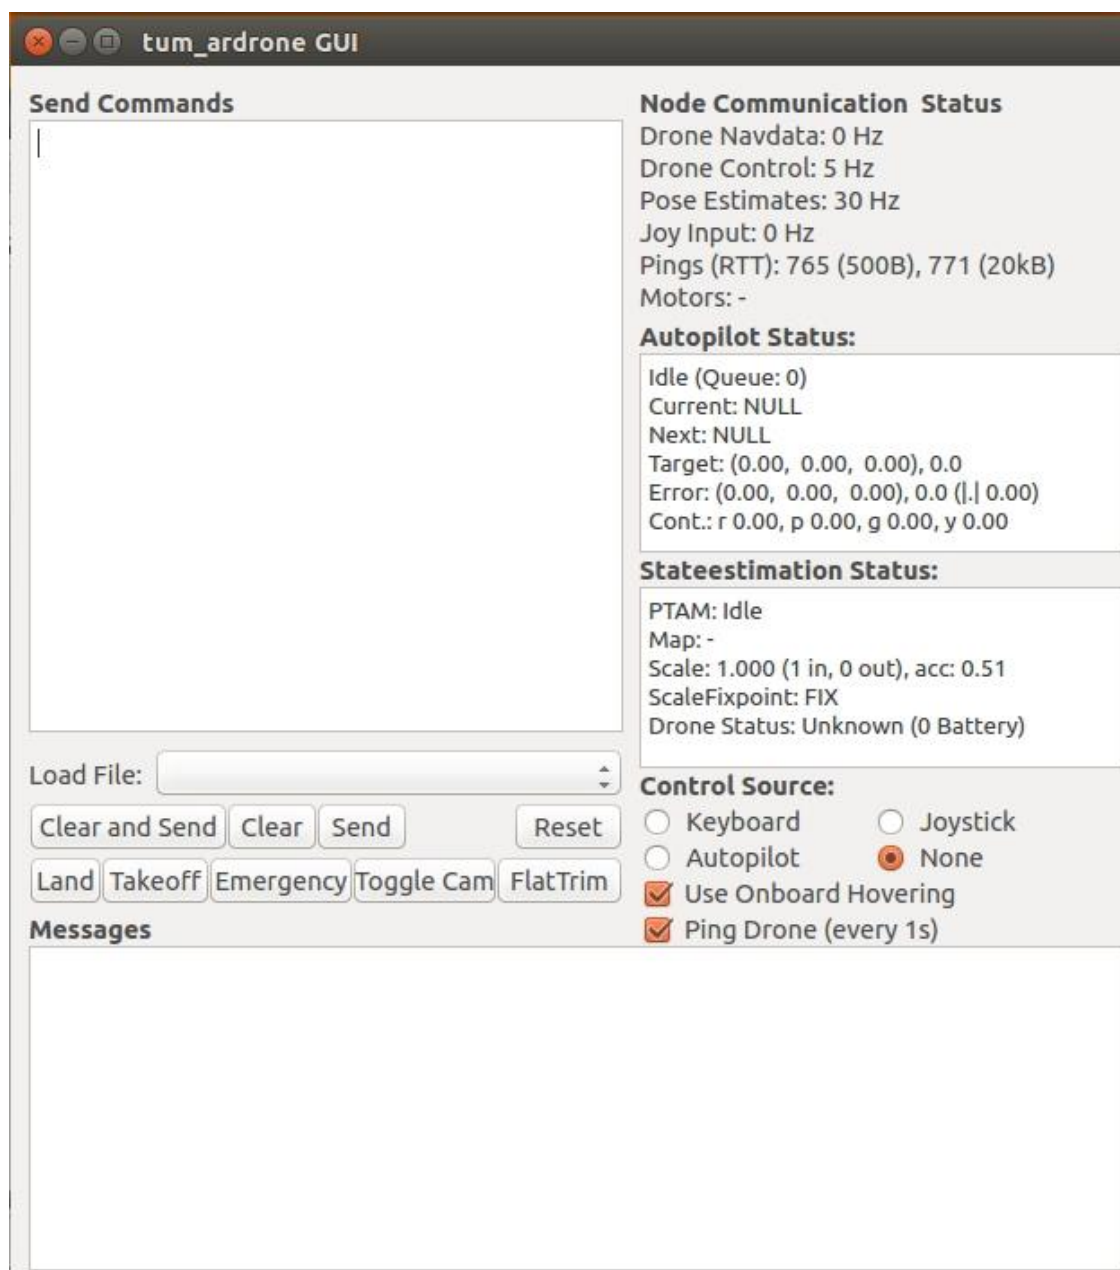 tum_ardrone GUI
Send Commands
Load File:
Clear and Send Clear Send Reset
Land Takeoff Emergency Toggle Cam FlatTrim
Node Communication  Status
Drone Navdata: 0 Hz
Drone Control: 5 Hz
Pose Estimates: 30 Hz
Joy Input: 0 Hz
Pings (RTT): 765 (500B), 771 (20kB)
Motors: -
Autopilot Status:
Idle (Queue: 0)
Current: NULL
Next: NULL
Target: (0.00,  0.00,  0.00), 0.0
Error: (0.00,  0.00,  0.00), 0.0 (|.| 0.00)
Cont.: r 0.00, p 0.00, g 0.00, y 0.00
Stateestimation Status:
PTAM: Idle
Map: -
Scale: 1.000 (1 in, 0 out), acc: 0.51
ScaleFixpoint: FIX
Drone Status: Unknown (0 Battery)
Control Source:
Keyboard Joystick
Autopilot None
Use Onboard Hovering
Ping Drone (every 1s)
Messages